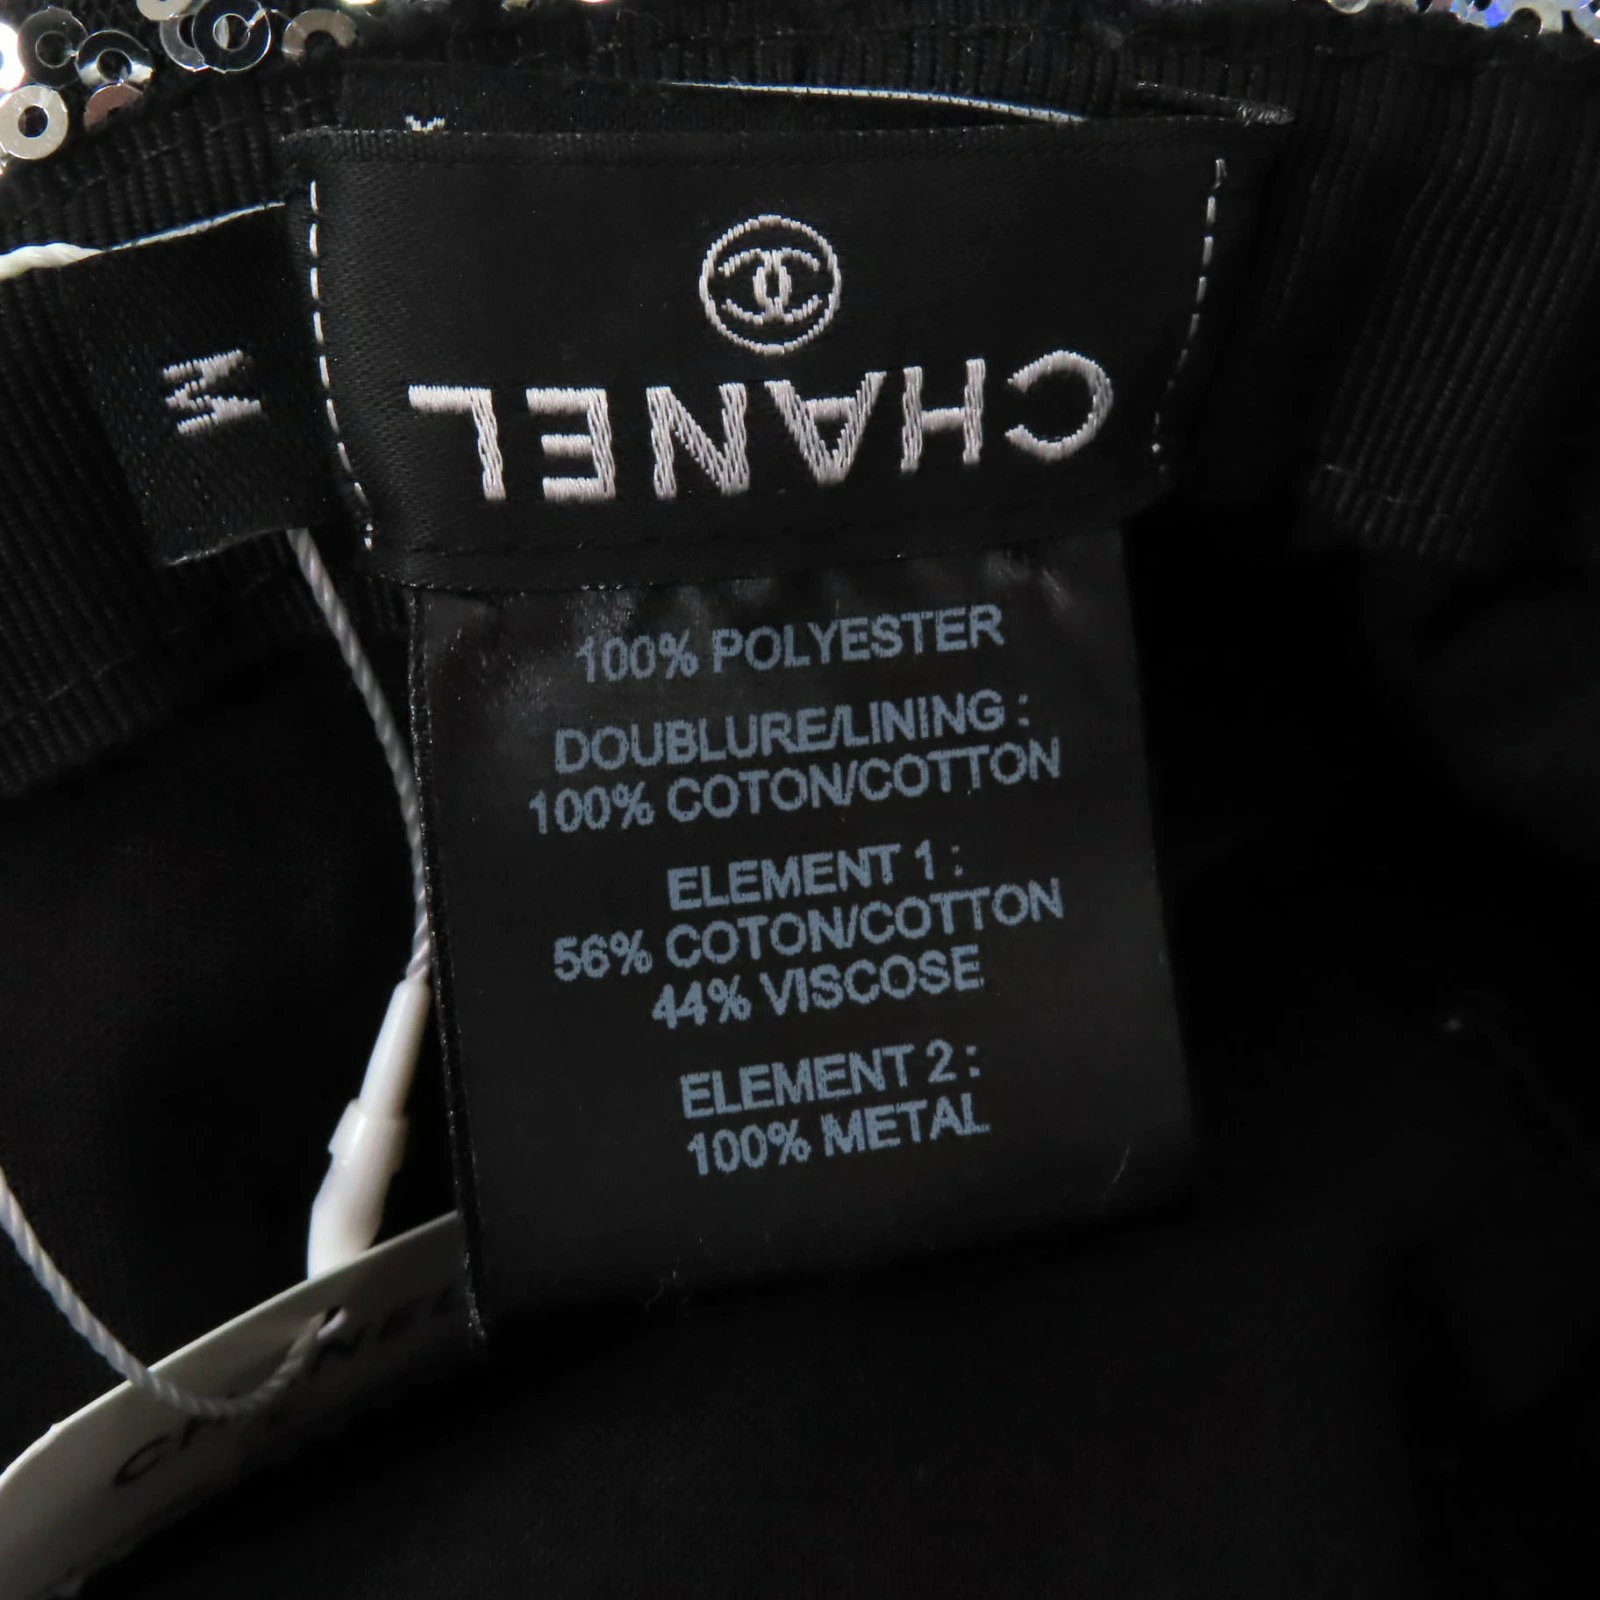 CHANEL
M
100% POLYESTER
DOUBLURE/LINING :
100% COTON/COTTON
ELEMENT 1 :
56% COTON/COTTON
44% VISCOSE
ELEMENT 2 :
100% METAL
CHANEL